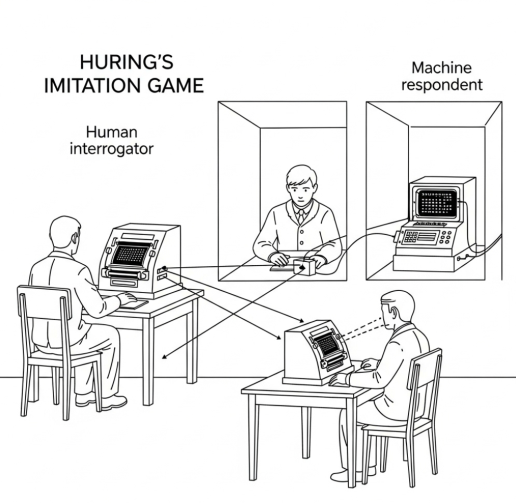 HURING'S
IMITATION GAME
Human
interrogator
Machine
respondent